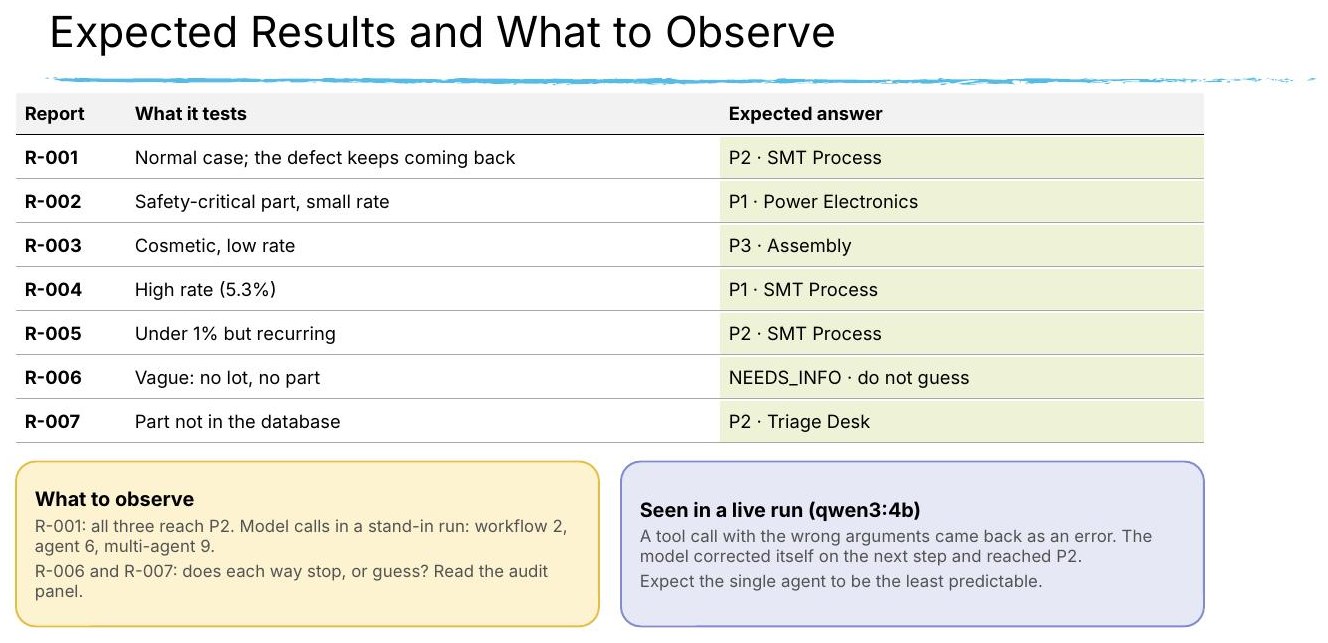 Expected Results and What to Observe
Report What it tests Expected answer
R-001 Normal case; the defect keeps coming back P2 · SMT Process
R-002 Safety-critical part, small rate P1 · Power Electronics
R-003 Cosmetic, low rate P3 · Assembly
R-004 High rate (5.3%) P1 · SMT Process
R-005 Under 1% but recurring P2 · SMT Process
R-006 Vague: no lot, no part NEEDS_INFO · do not guess
R-007 Part not in the database P2 · Triage Desk
What to observe
R-001: all three reach P2. Model calls in a stand-in run: workflow 2,
agent 6, multi-agent 9.
R-006 and R-007: does each way stop, or guess? Read the audit
panel.
Seen in a live run (qwen3:4b)
A tool call with the wrong arguments came back as an error. The
model corrected itself on the next step and reached P2.
Expect the single agent to be the least predictable.